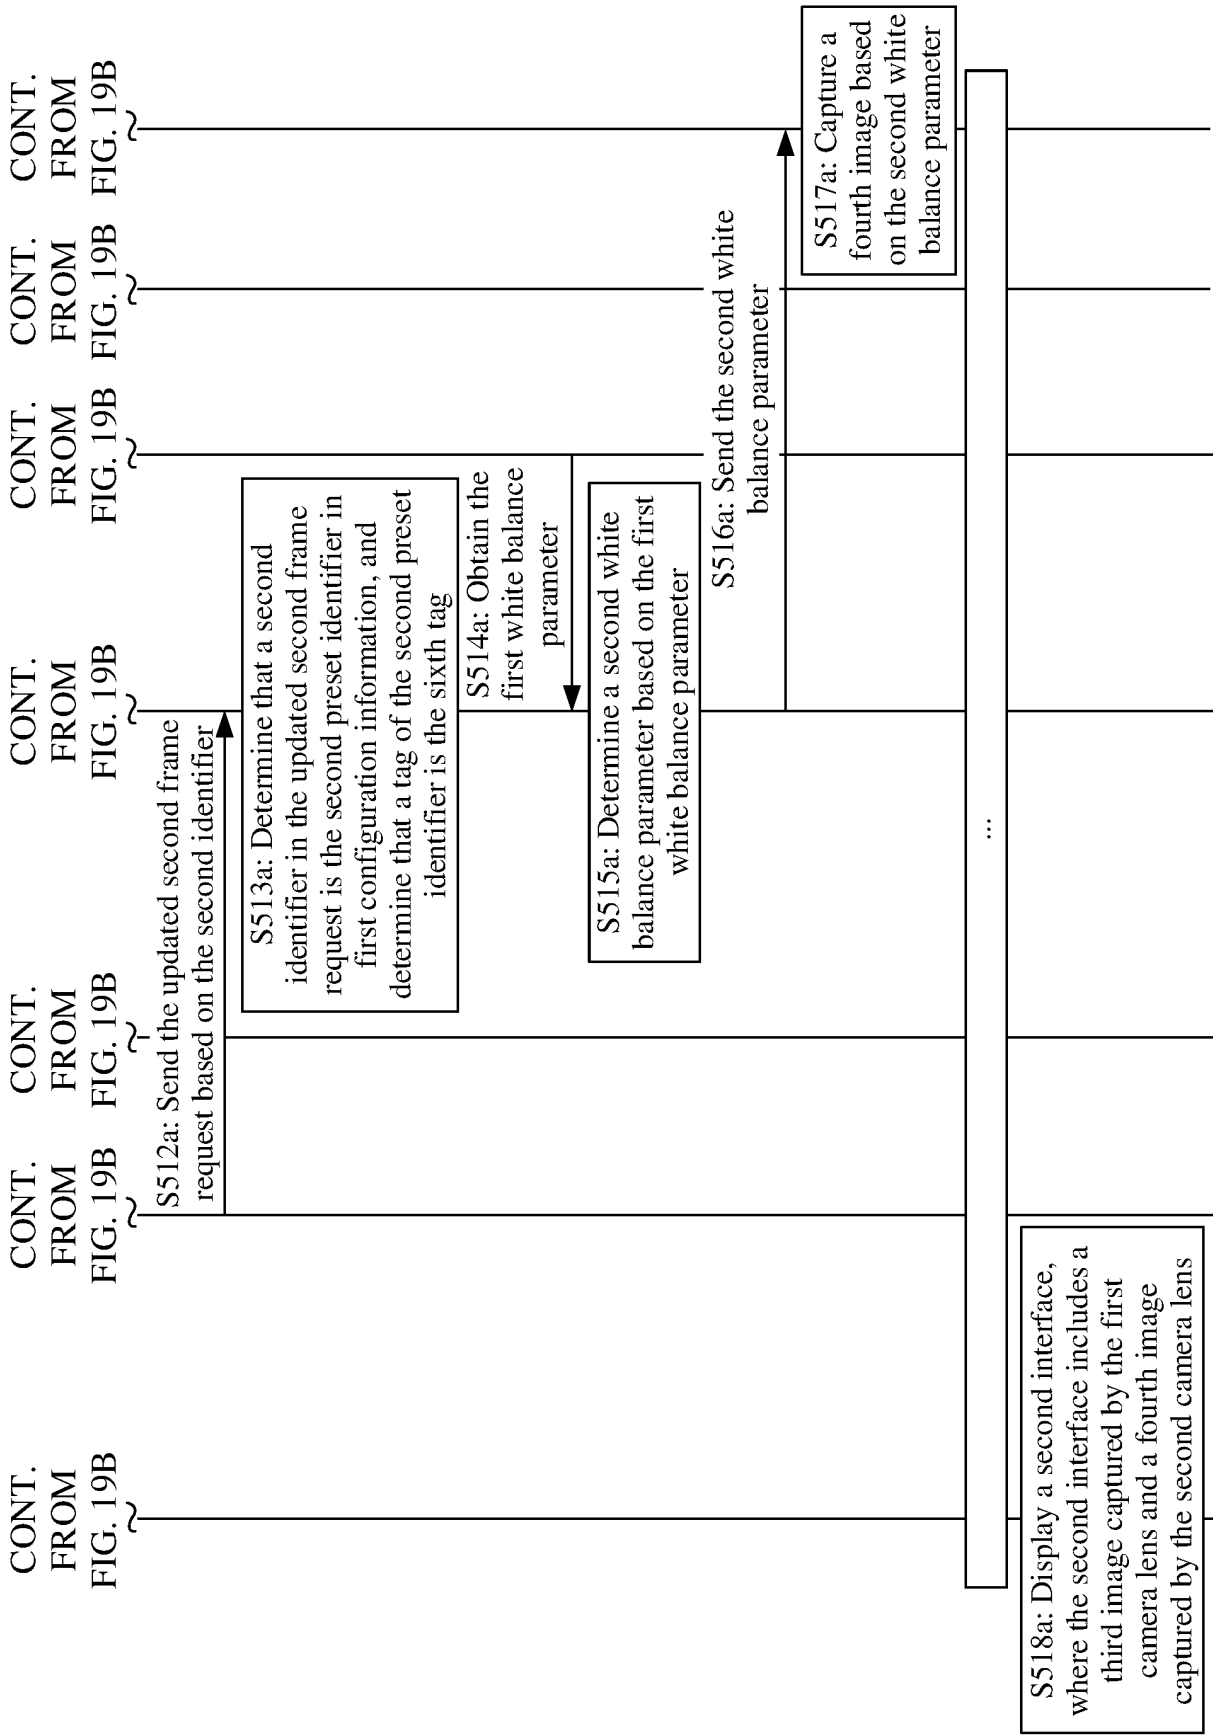 CONT.
FROM
FIG. 19B
CONT.
FROM
FIG. 19B
CONT.
FROM
FIG. 19B
CONT.
FROM
FIG. 19B
CONT.
FROM
FIG. 19B
CONT.
FROM
FIG. 19B
CONT.
FROM
FIG. 19B
S512a: Send the updated second frame
request based on the second identifier
S513a: Determine that a second
identifier in the updated second frame
request is the second preset identifier in
first configuration information, and
determine that a tag of the second preset
identifier is the sixth tag
S514a: Obtain the
first white balance
parameter
S515a: Determine a second white
balance parameter based on the first
white balance parameter
S516a: Send the second white
balance parameter
S517a: Capture a
fourth image based
on the second white
balance parameter
...
S518a: Display a second interface,
where the second interface includes a
third image captured by the first
camera lens and a fourth image
captured by the second camera lens